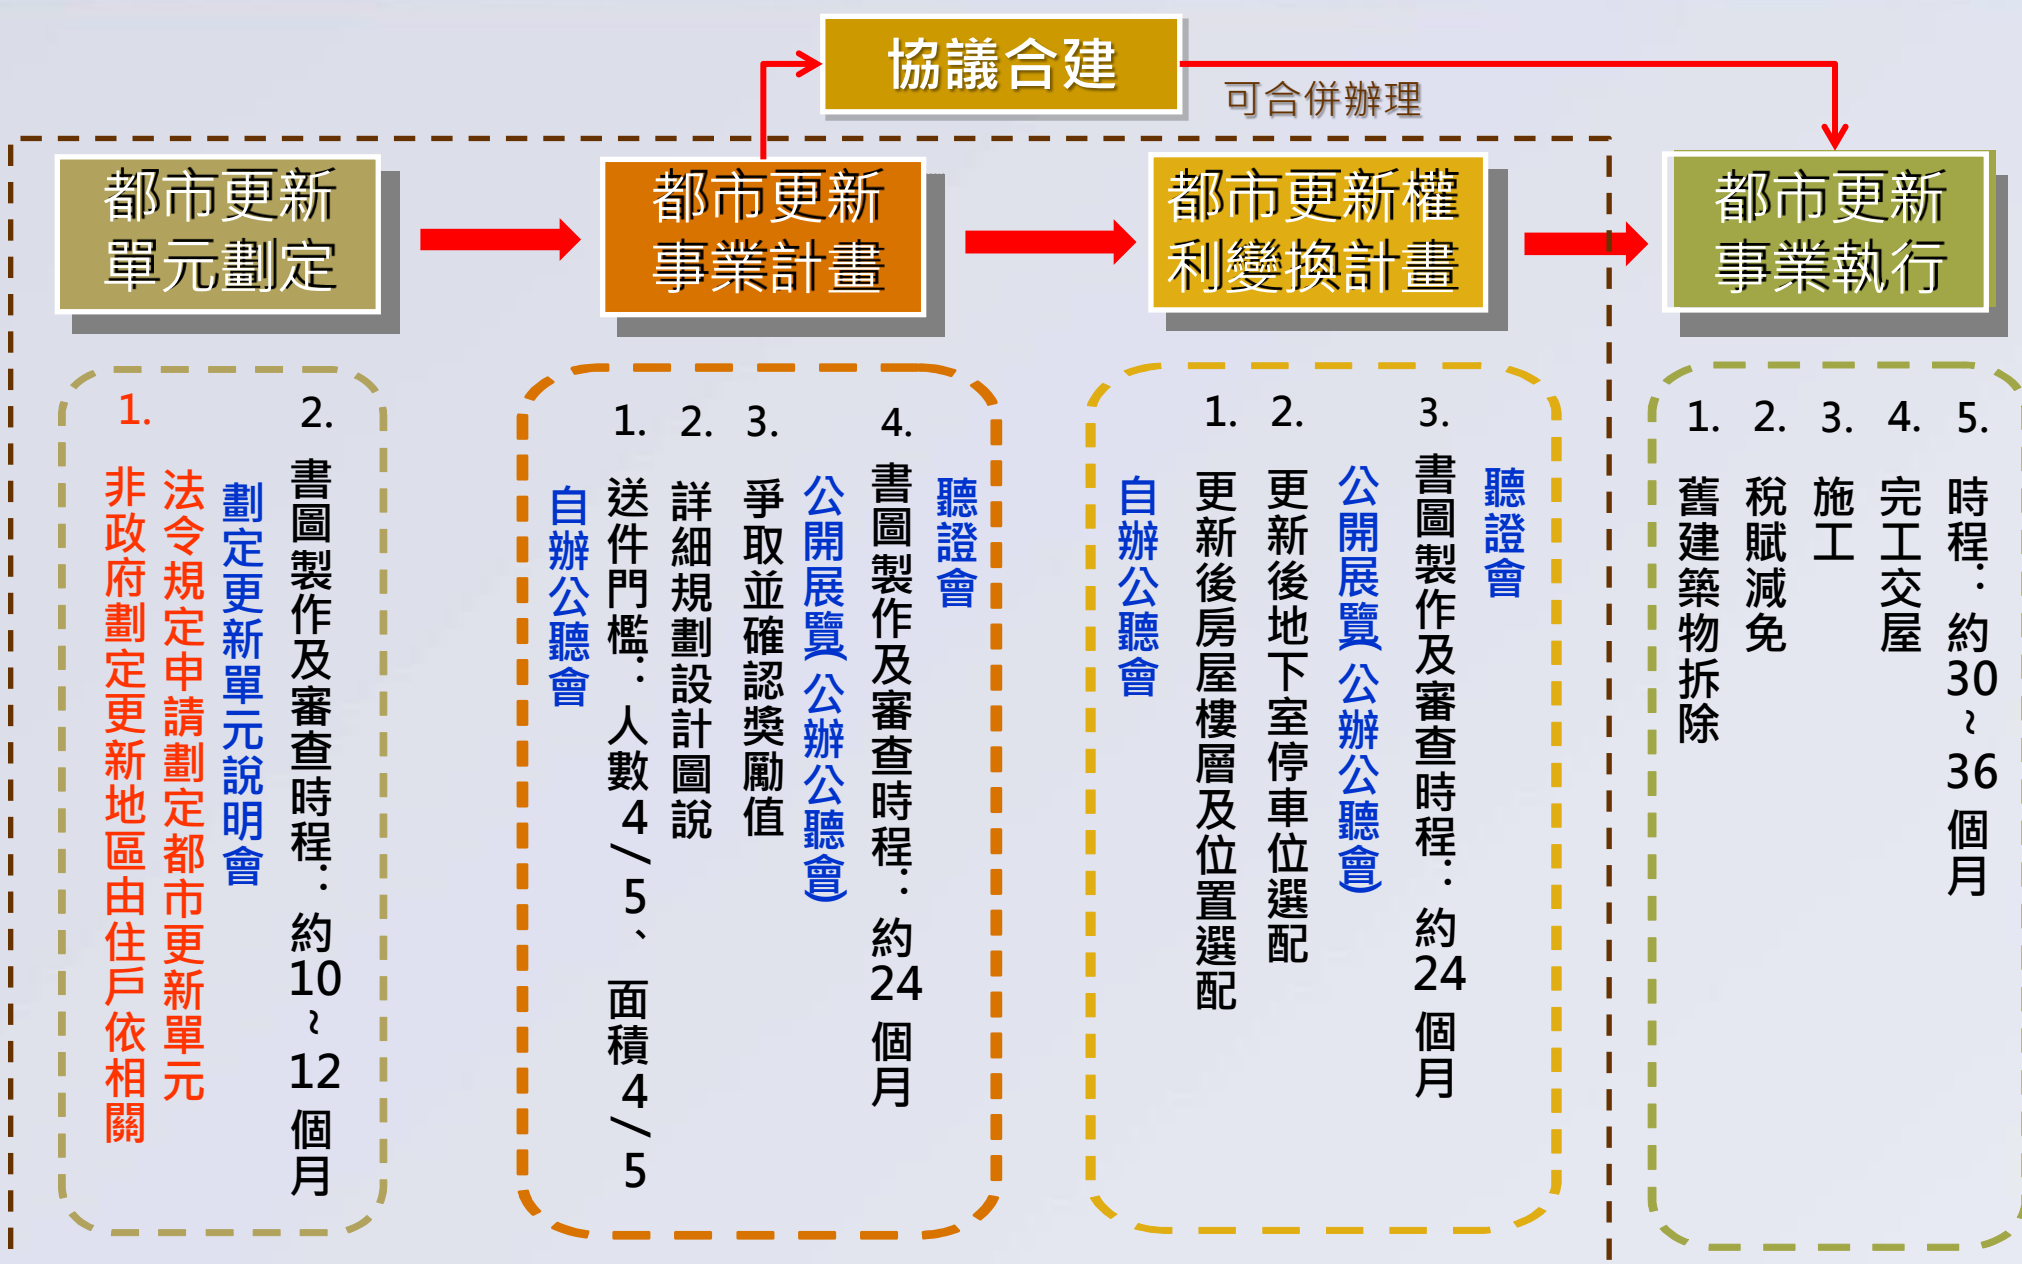 協議合建
可合併辦理
都市更新
單元劃定
都市更新
事業計畫
都市更新權
利變換計畫
都市更新
事業執行
1.
非政府劃定更新地區由住戶依相關
法令規定申請劃定都市更新單元
劃定更新單元說明會
2.
書圖製作及審查時程：約10~12個月
自辦公聽會
1.
送件門檻：人數4/5、面積4/5
2.
詳細規劃設計圖說
3.
爭取並確認獎勵值
公開展覽(公辦公聽會)
4.
書圖製作及審查時程：約24個月
聽證會
自辦公聽會
1.
更新後房屋樓層及位置選配
2.
更新後地下室停車位選配
公開展覽(公辦公聽會)
3.
書圖製作及審查時程：約24個月
聽證會
1.
舊建築物拆除
2.
稅賦減免
3.
施工
4.
完工交屋
5.
時程：約30~36個月